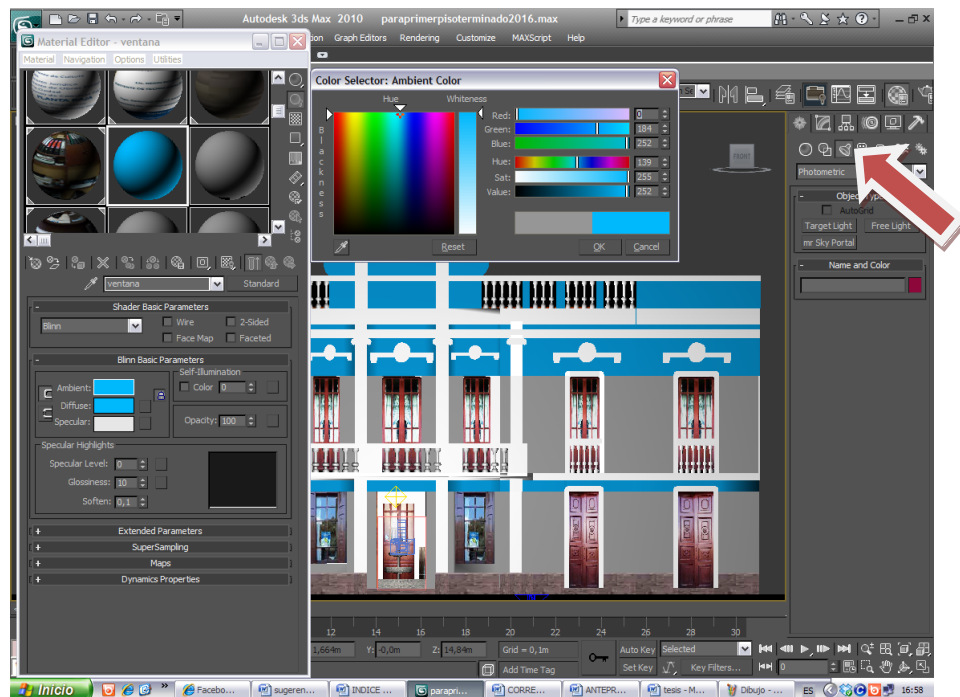 Autodesk 3ds Max 2010 paraprimerpisoterminado2016.max
Type a keyword or phrase
Material Editor - ventana
Graph Editors Rendering Customize MAXScript Help
Material Navigation Options Utilities
Color Selector: Ambient Color
Hue Whiteness
Blackness
Red: 0
Green: 184
Blue: 252
Hue: 139
Sat: 255
Value: 252
Reset OK Cancel
FRONT
Photometric
AutoGrid
Target Light Free Light
mr Sky Portal
Name and Color
ventana Standard
Shader Basic Parameters
Blinn Wire 2-Sided
Face Map Faceted
Blinn Basic Parameters
Self-Illumination
Ambient: Color 0
Diffuse:
Specular: Opacity: 100
Specular Highlights
Specular Level: 0
Glossiness: 10
Soften: 0,1
Extended Parameters
SuperSampling
Maps
Dynamics Properties
12 14 16 18 20 22 24 26 28 30
1,664m Y: -0,0m Z: 14,84m Grid = 0,1m Auto Key Selected
Add Time Tag Set Key Key Filters... 0
Inicio Facebo... sugeren... INDICE ... parapri... CORRE... ANTEPR... tesis - M... Dibujo - ... ES 16:58